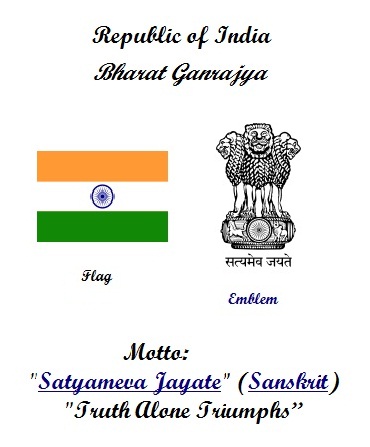 Republic of India
Bharat Ganrajya
सत्यमेव जयते
Flag
Emblem
Motto:
"Satyameva Jayate" (Sanskrit)
"Truth Alone Triumphs”